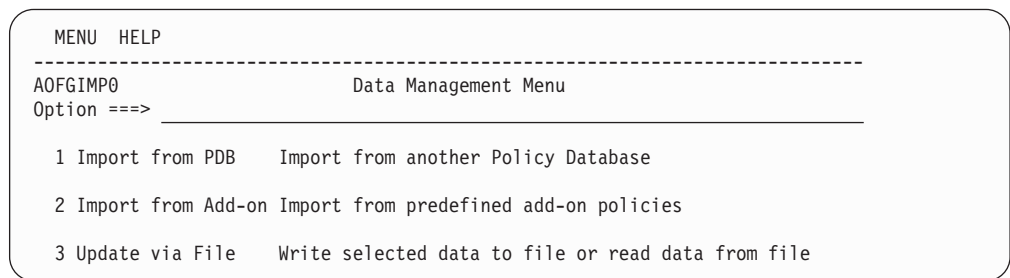 MENU HELP
-------------------------------------------------------------------------------
AOFGIMP0 Data Management Menu
Option ===> ______________________________________________________________
1 Import from PDB Import from another Policy Database
2 Import from Add-on Import from predefined add-on policies
3 Update via File Write selected data to file or read data from file